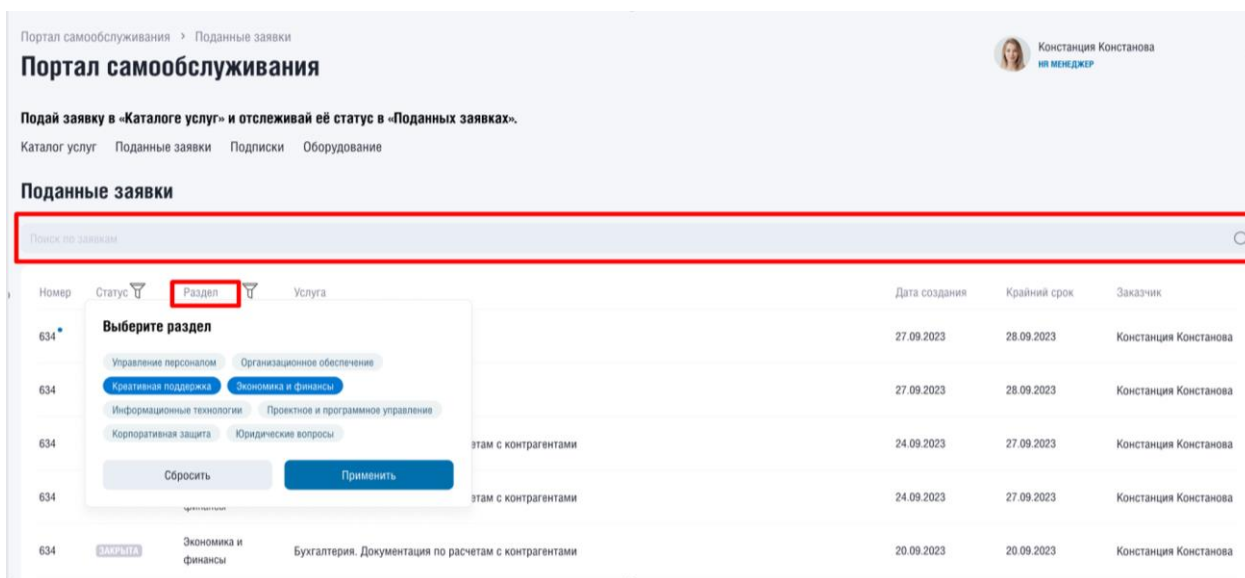 Портал самообслуживания > Поданные заявки
Портал самообслуживания
Констанция Констанова
HR МЕНЕДЖЕР
Подай заявку в «Каталоге услуг» и отслеживай её статус в «Поданных заявках».
Каталог услуг Поданные заявки Подписки Оборудование
Поданные заявки
Поиск по заявкам
Номер Статус Раздел Услуга Дата создания Крайний срок Заказчик
Выберите раздел
634 27.09.2023 28.09.2023 Констанция Констанова
Управление персоналом Организационное обеспечение
Креативная поддержка Экономика и финансы
634 27.09.2023 28.09.2023 Констанция Констанова
Информационные технологии Проектное и программное управление
Корпоративная защита Юридические вопросы
634 етам с контрагентами 24.09.2023 27.09.2023 Констанция Констанова
Сбросить Применить
634 етам с контрагентами 24.09.2023 27.09.2023 Констанция Констанова
финансы
Экономика и
634 ЗАКРЫТА Бухгалтерия. Документация по расчетам с контрагентами 20.09.2023 20.09.2023 Констанция Констанова
финансы